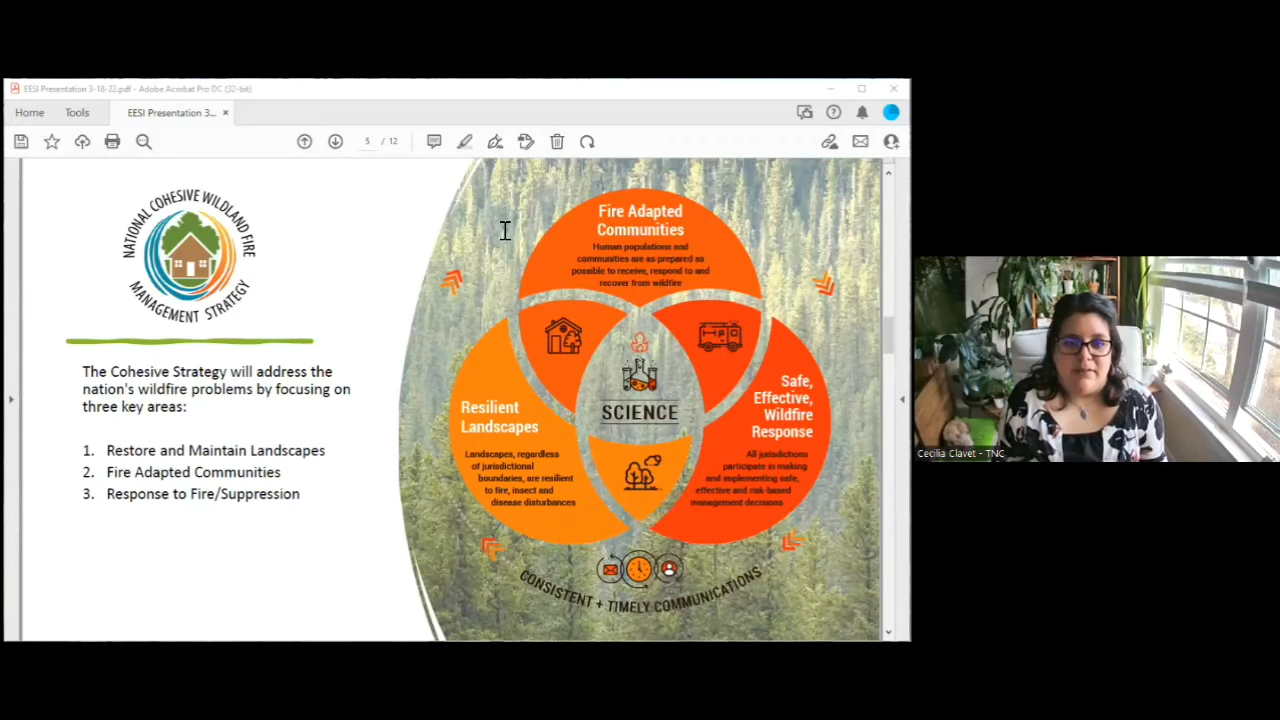 EESI Presentation 3-18-22.pdf - Adobe Acrobat Pro DC (32-bit)
Home
Tools
EESI Presentation 3...
5 / 12
NATIONAL COHESIVE WILDLAND FIRE
MANAGEMENT STRATEGY
The Cohesive Strategy will address the
nation's wildfire problems by focusing on
three key areas:
1. Restore and Maintain Landscapes
2. Fire Adapted Communities
3. Response to Fire/Suppression
Fire Adapted
Communities
Human populations and
communities are as prepared as
possible to receive, respond to and
recover from wildfire
SCIENCE
Resilient
Landscapes
Landscapes, regardless
of jurisdictional
boundaries, are resilient
to fire, insect and
disease disturbances
Safe,
Effective,
Wildfire
Response
All jurisdictions
participate in making
and implementing safe,
effective and risk-based
management decisions
CONSISTENT + TIMELY COMMUNICATIONS
Cecilia Clavet - TNC